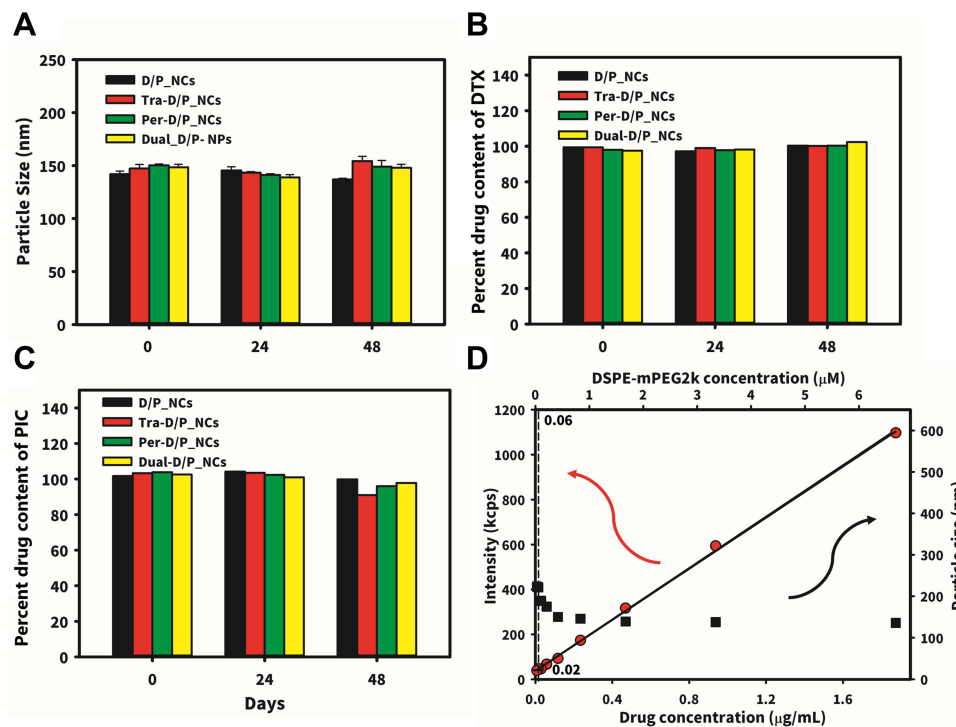 A
Particle Size (nm)
250
200
150
100
50
0
D/P_NCs
Tra-D/P_NCs
Per-D/P_NCs
Dual_D/P- NPs
0
24
48
B
Percent drug content of DTX
140
120
100
80
60
40
20
0
D/P_NCs
Tra-D/P_NCs
Per-D/P_NCs
Dual-D/P_NCs
0
24
48
C
Percent drug content of PIC
140
120
100
80
60
40
20
0
D/P_NCs
Tra-D/P_NCs
Per-D/P_NCs
Dual-D/P_NCs
0
24
48
Days
D
DSPE-mPEG2k concentration (μM)
0
1
2
3
4
5
6
Intensity (kcps)
1200
1000
800
600
400
200
0
0.06
0.02
600
500
400
300
200
100
0
Particle size (nm)
0.0
0.4
0.8
1.2
1.6
Drug concentration (μg/mL)